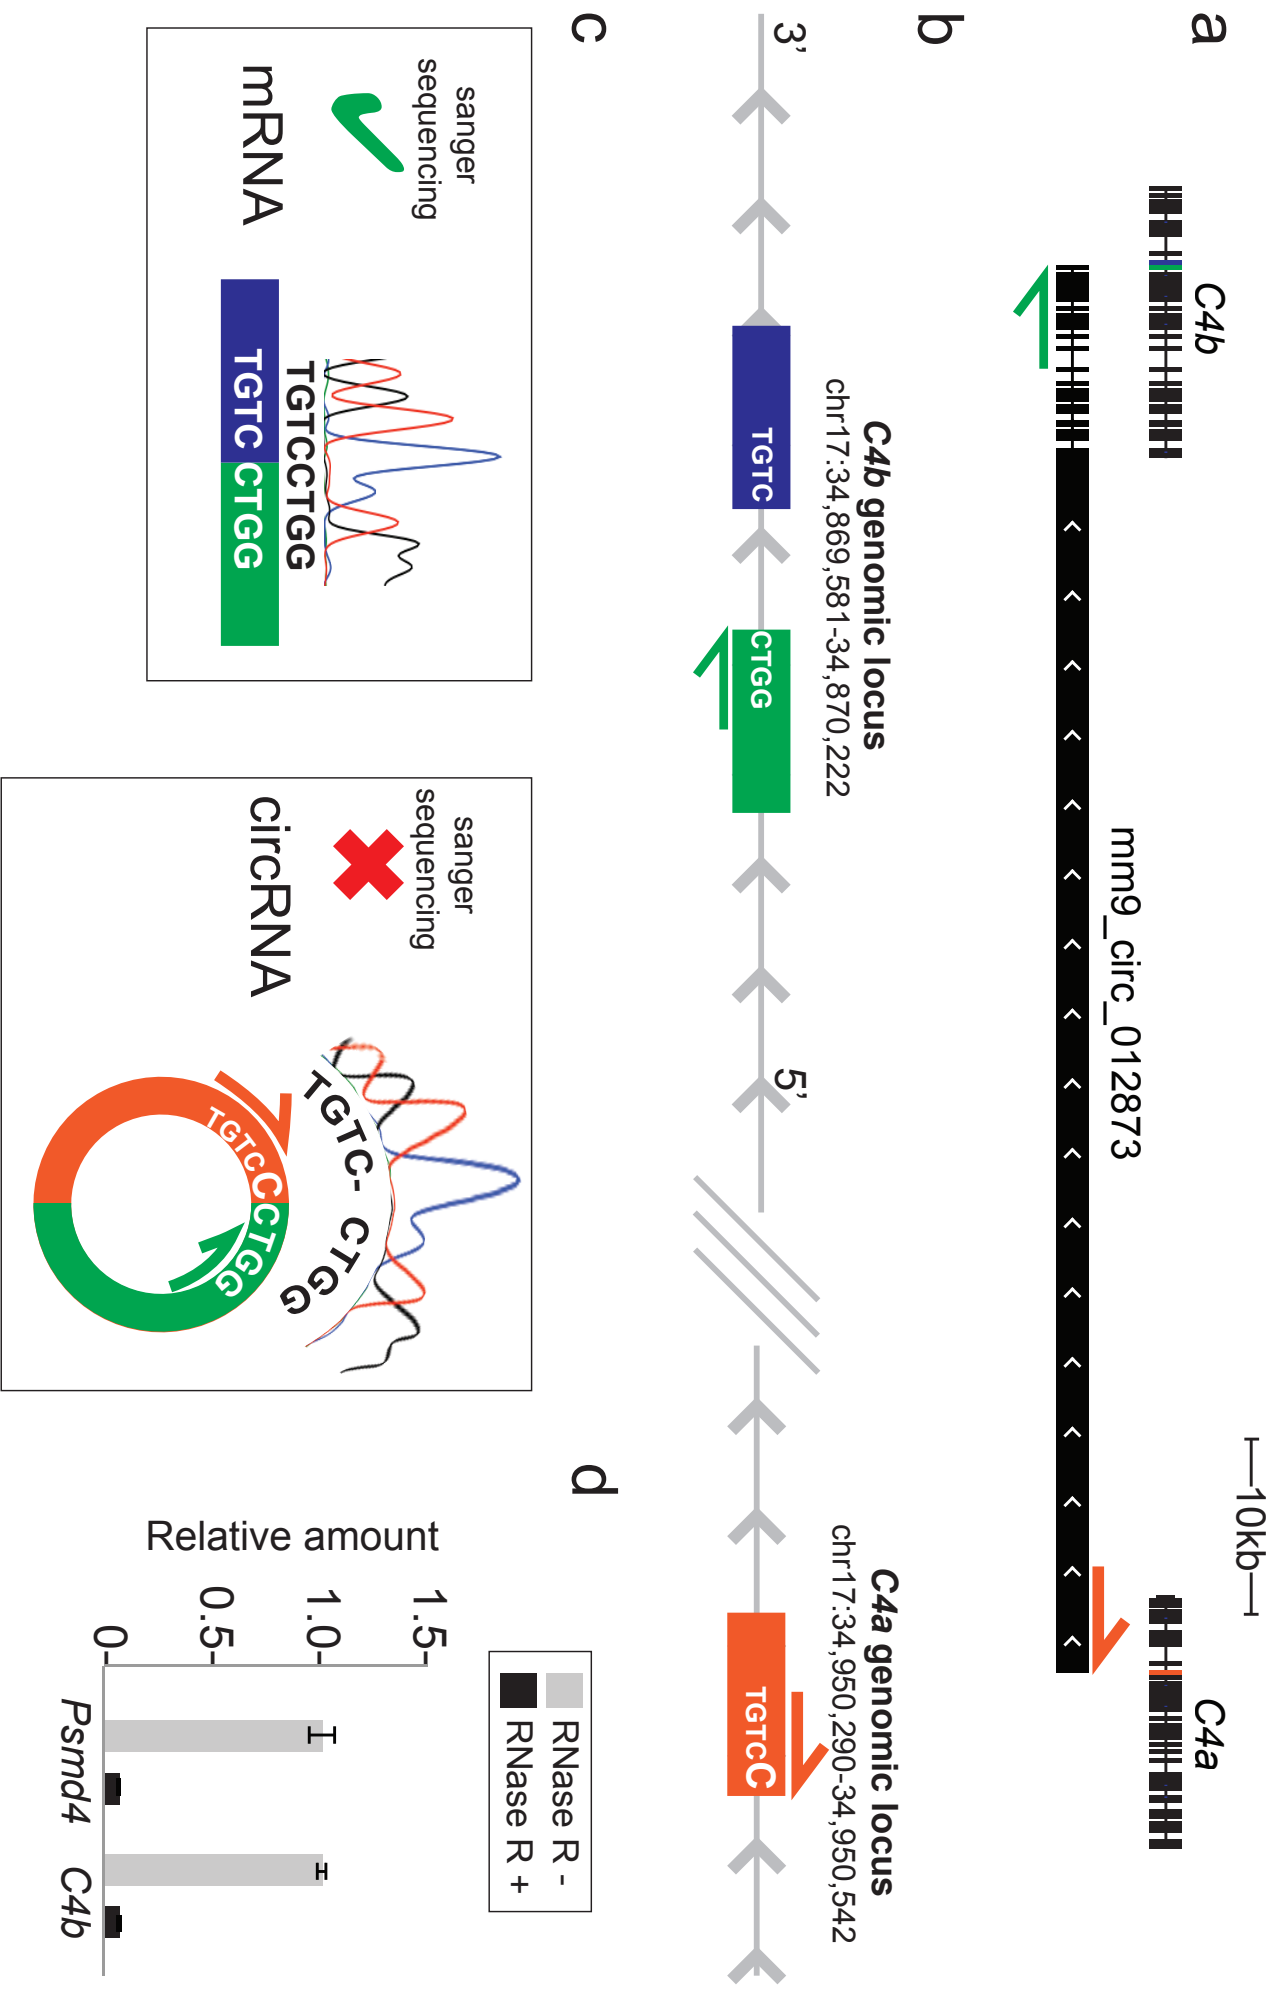 a
10kb
C4b
C4a
mm9_circ_012873
b
C4b genomic locus
chr17:34,869,581-34,870,222
C4a genomic locus
chr17:34,950,290-34,950,542
3’
5’
TGTC
CTGG
TGTCC
c
sanger
sequencing
mRNA
TGTCCTGG
TGTC CTGG
sanger
sequencing
circRNA
TGTC- CTGG
TGTCC CTGG
d
RNase R -
RNase R +
Relative amount
1.5
1.0
0.5
0
Psmd4
C4b